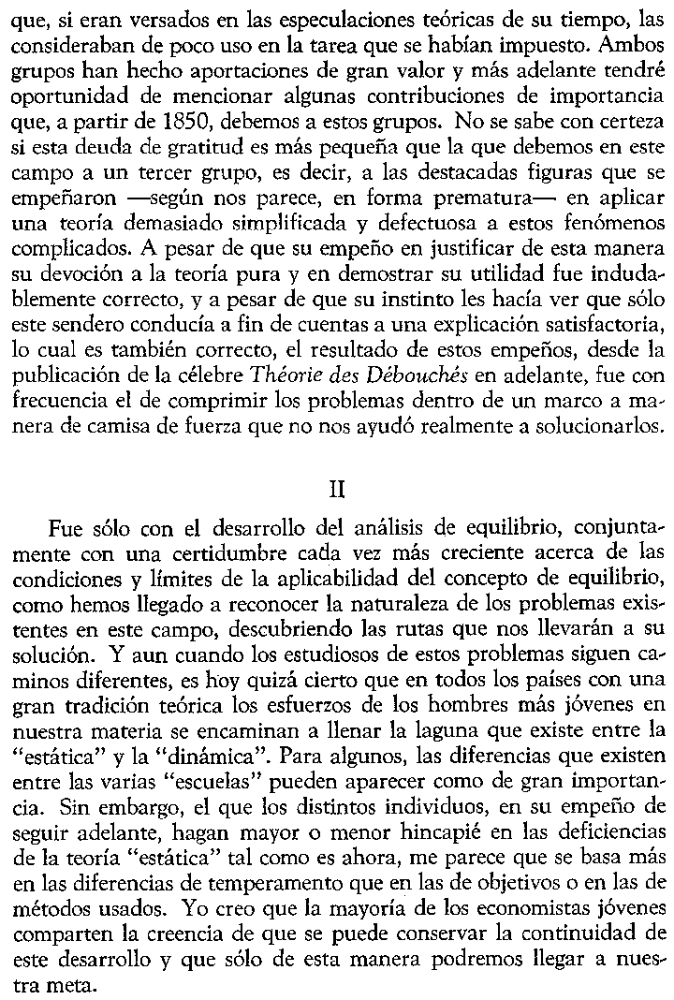 que, si eran versados en las especulaciones teóricas de su tiempo, las
consideraban de poco uso en la tarea que se habían impuesto. Ambos
grupos han hecho aportaciones de gran valor y más adelante tendré
oportunidad de mencionar algunas contribuciones de importancia
que, a partir de 1850, debemos a estos grupos. No se sabe con certeza
si esta deuda de gratitud es más pequeña que la que debemos en este
campo a un tercer grupo, es decir, a las destacadas figuras que se
empeñaron —según nos parece, en forma prematura— en aplicar
una teoría demasiado simplificada y defectuosa a estos fenómenos
complicados. A pesar de que su empeño en justificar de esta manera
su devoción a la teoría pura y en demostrar su utilidad fue induda-
blemente correcto, y a pesar de que su instinto les hacía ver que sólo
este sendero conducía a fin de cuentas a una explicación satisfactoria,
lo cual es también correcto, el resultado de estos empeños, desde la
publicación de la célebre Théorie des Débouchés en adelante, fue con
frecuencia el de comprimir los problemas dentro de un marco a ma-
nera de camisa de fuerza que no nos ayudó realmente a solucionarlos.
II
Fue sólo con el desarrollo del análisis de equilibrio, conjunta-
mente con una certidumbre cada vez más creciente acerca de las
condiciones y límites de la aplicabilidad del concepto de equilibrio,
como hemos llegado a reconocer la naturaleza de los problemas exis-
tentes en este campo, descubriendo las rutas que nos llevarán a su
solución. Y aun cuando los estudiosos de estos problemas siguen ca-
minos diferentes, es hoy quizá cierto que en todos los países con una
gran tradición teórica los esfuerzos de los hombres más jóvenes en
nuestra materia se encaminan a llenar la laguna que existe entre la
“estática” y la “dinámica”. Para algunos, las diferencias que existen
entre las varias “escuelas” pueden aparecer como de gran importan-
cia. Sin embargo, el que los distintos individuos, en su empeño de
seguir adelante, hagan mayor o menor hincapié en las deficiencias
de la teoría “estática” tal como es ahora, me parece que se basa más
en las diferencias de temperamento que en las de objetivos o en las de
métodos usados. Yo creo que la mayoría de los economistas jóvenes
comparten la creencia de que se puede conservar la continuidad de
este desarrollo y que sólo de esta manera podremos llegar a nues-
tra meta.